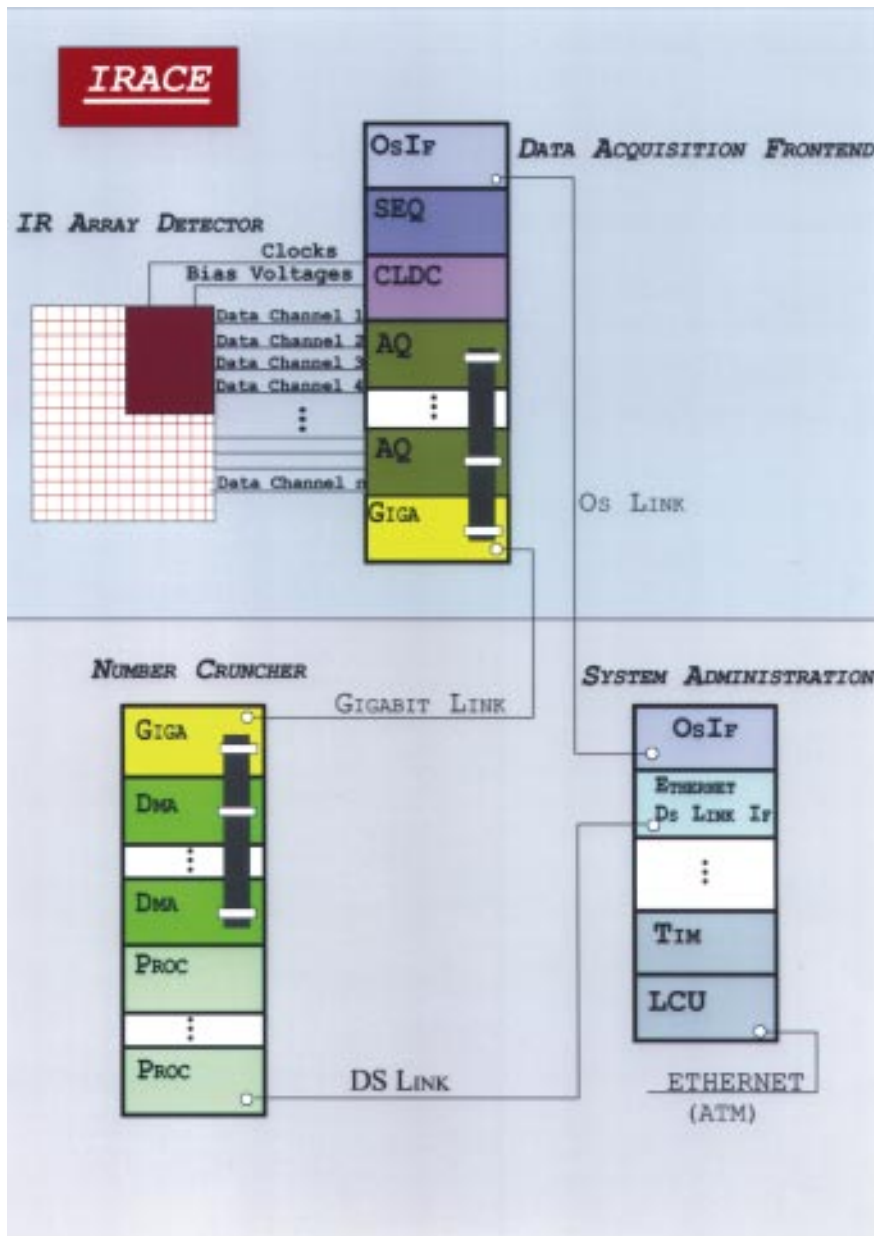 IRACE
OsIF
DATA ACQUISITION FRONTEND
SEQ
IR ARRAY DETECTOR
Clocks
Bias Voltages
CLDC
Data Channel 1
Data Channel 2
Data Channel 3
Data Channel 4
AQ
AQ
Data Channel n
GIGA
OS LINK
NUMBER CRUNCHER
SYSTEM ADMINISTRATION
GIGABIT LINK
GIGA
DMA
DMA
PROC
PROC
OSIF
ETHERNET
DS LINK IF
TIM
LCU
DS LINK
ETHERNET
(ATM)